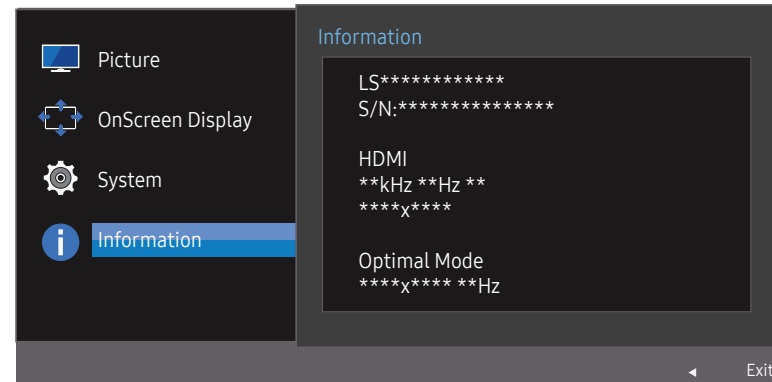 Picture
OnScreen Display
System
Information
Information
LS************
S/N:***************
HDMI
**kHz **Hz **
****x****
Optimal Mode
****x**** **Hz
Exit